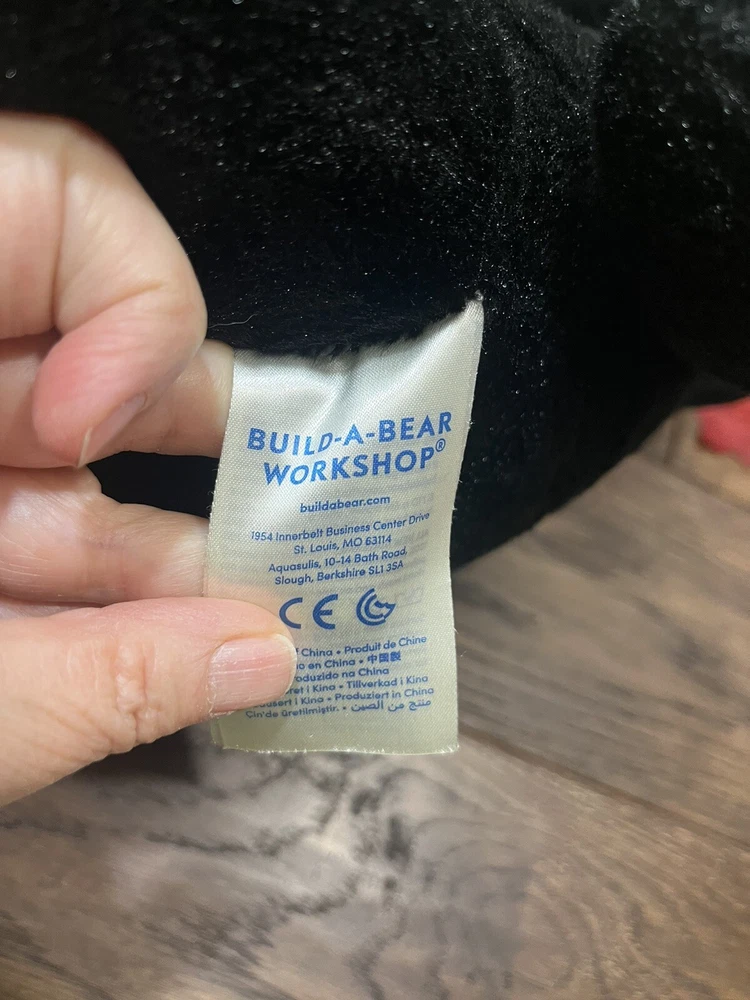 BUILD-A-BEAR
WORKSHOP®
buildabear.com
1954 Innerbelt Business Center Drive
St. Louis, MO 63114
Aquasulis, 10-14 Bath Road,
Slough, Berkshire SL1 3SA
CE
China • Produit de Chine
en China • 中国製
na China
i Kina • Tillverkad i Kina
i Kina • Produziert in China
Çin'de üretilmiştir. • منتج من الصين